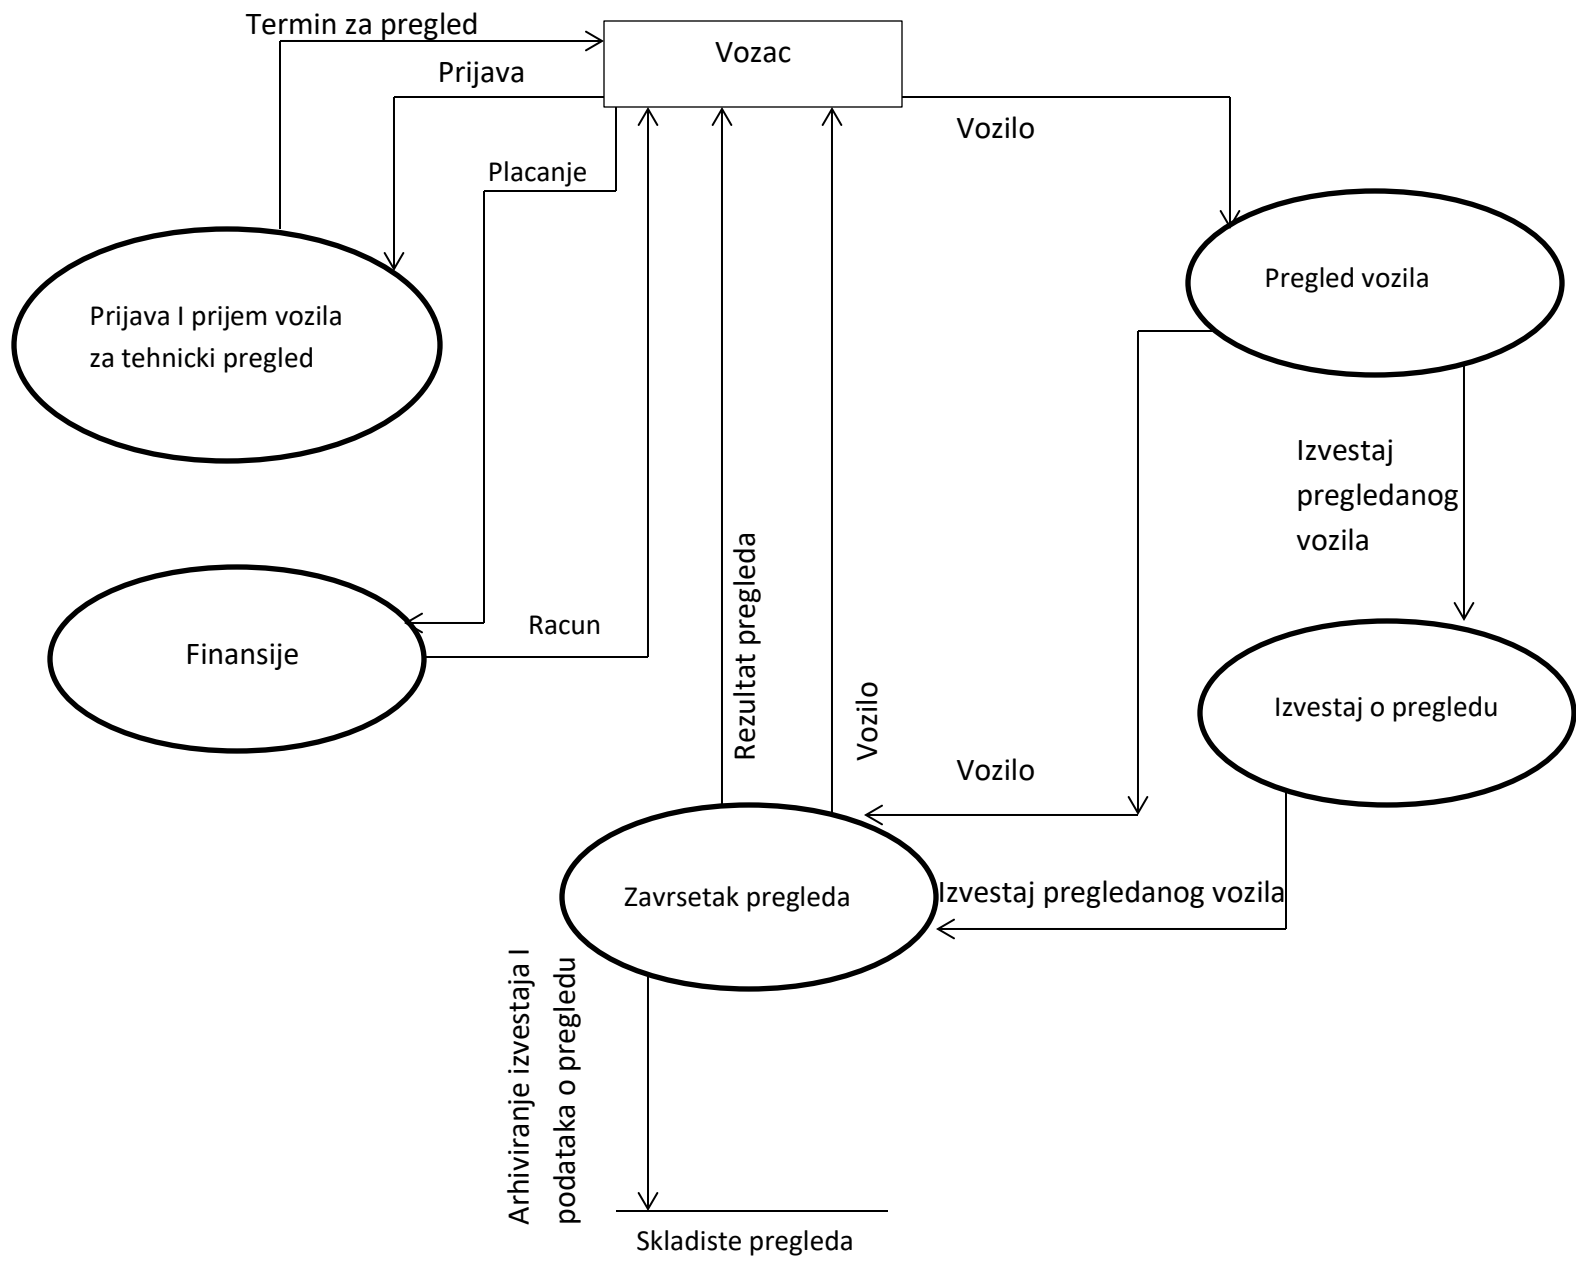 Termin za pregled
Vozac
Prijava
Vozilo
Placanje
Pregled vozila
Prijava I prijem vozila
za tehnicki pregled
Izvestaj
pregledanog
vozila
Rezultat pregleda
Racun
Finansije
Vozilo
Izvestaj o pregledu
Vozilo
Zavrsetak pregleda
Izvestaj pregledanog vozila
Arhiviranje izvestaja I
podataka o pregledu
Skladiste pregleda